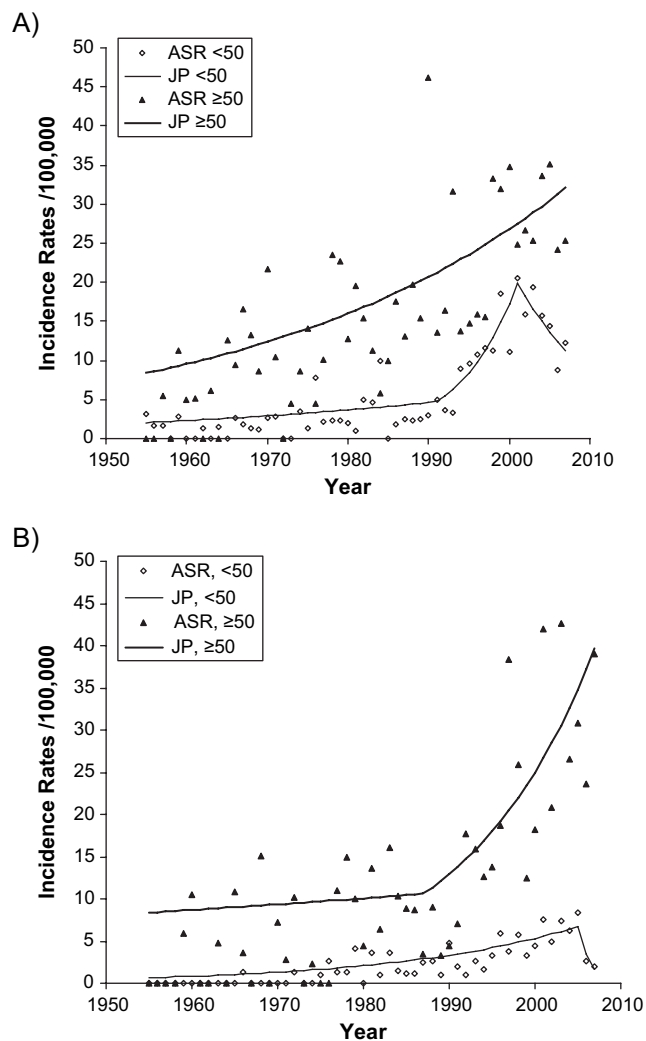 A)
50
45
40
35
30
25
20
15
10
5
0
Incidence Rates /100,000
ASR <50
JP <50
ASR ≥50
JP ≥50
1950 1960 1970 1980 1990 2000 2010
Year
B)
50
45
40
35
30
25
20
15
10
5
0
Incidence Rates /100,000
ASR, <50
JP, <50
ASR, ≥50
JP, ≥50
1950 1960 1970 1980 1990 2000 2010
Year